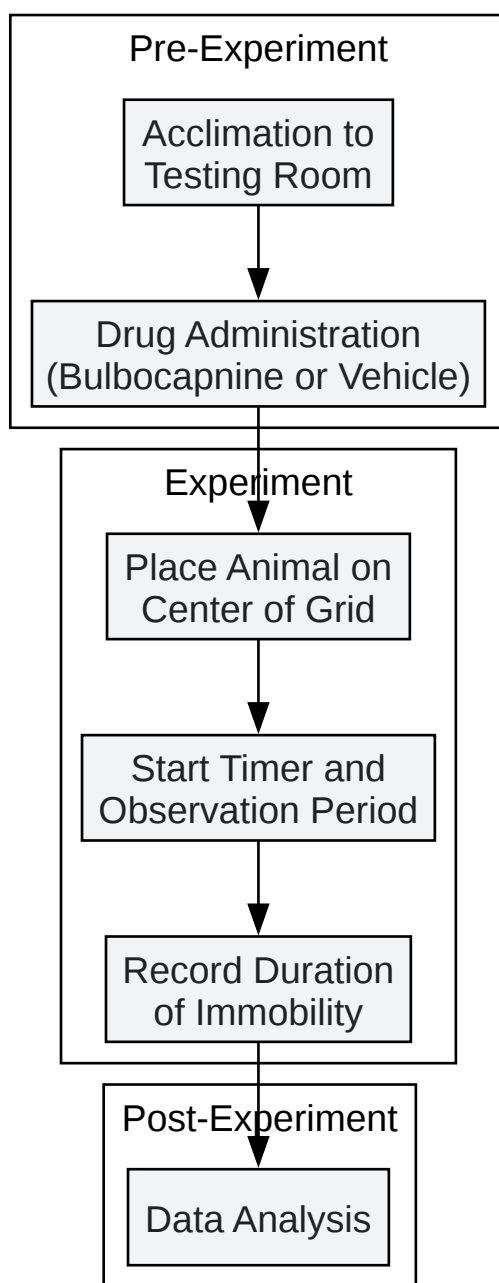 Pre-Experiment
Acclimation to
Testing Room
Drug Administration
(Bulbocapnine or Vehicle)
Experiment
Place Animal on
Center of Grid
Start Timer and
Observation Period
Record Duration
of Immobility
Post-Experiment
Data Analysis